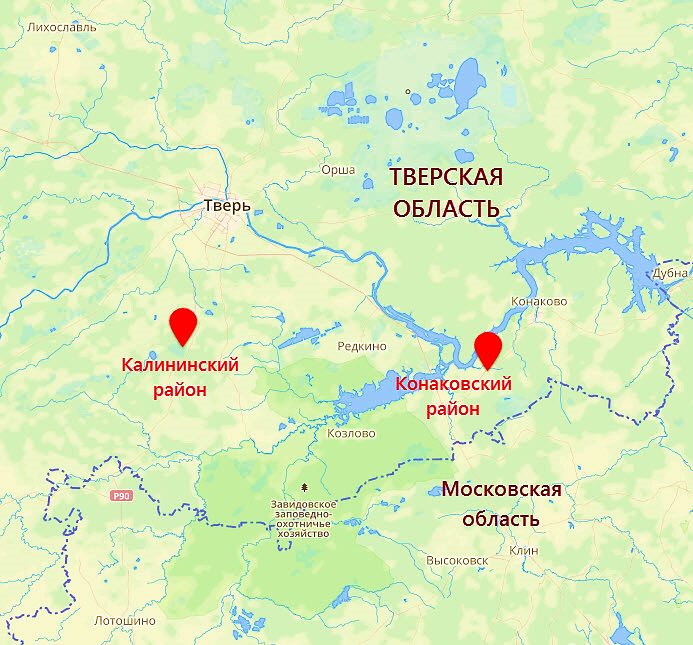 Лихославль
Орша
ТВЕРСКАЯ
ОБЛАСТЬ
Тверь
Дубна
Конаково
Редкино
Калининский
район
Конаковский
район
Козлово
Р90
Московская
область
Завидовское
заповедно-
охотничье
хозяйство
Клин
Высоковск
Лотошино